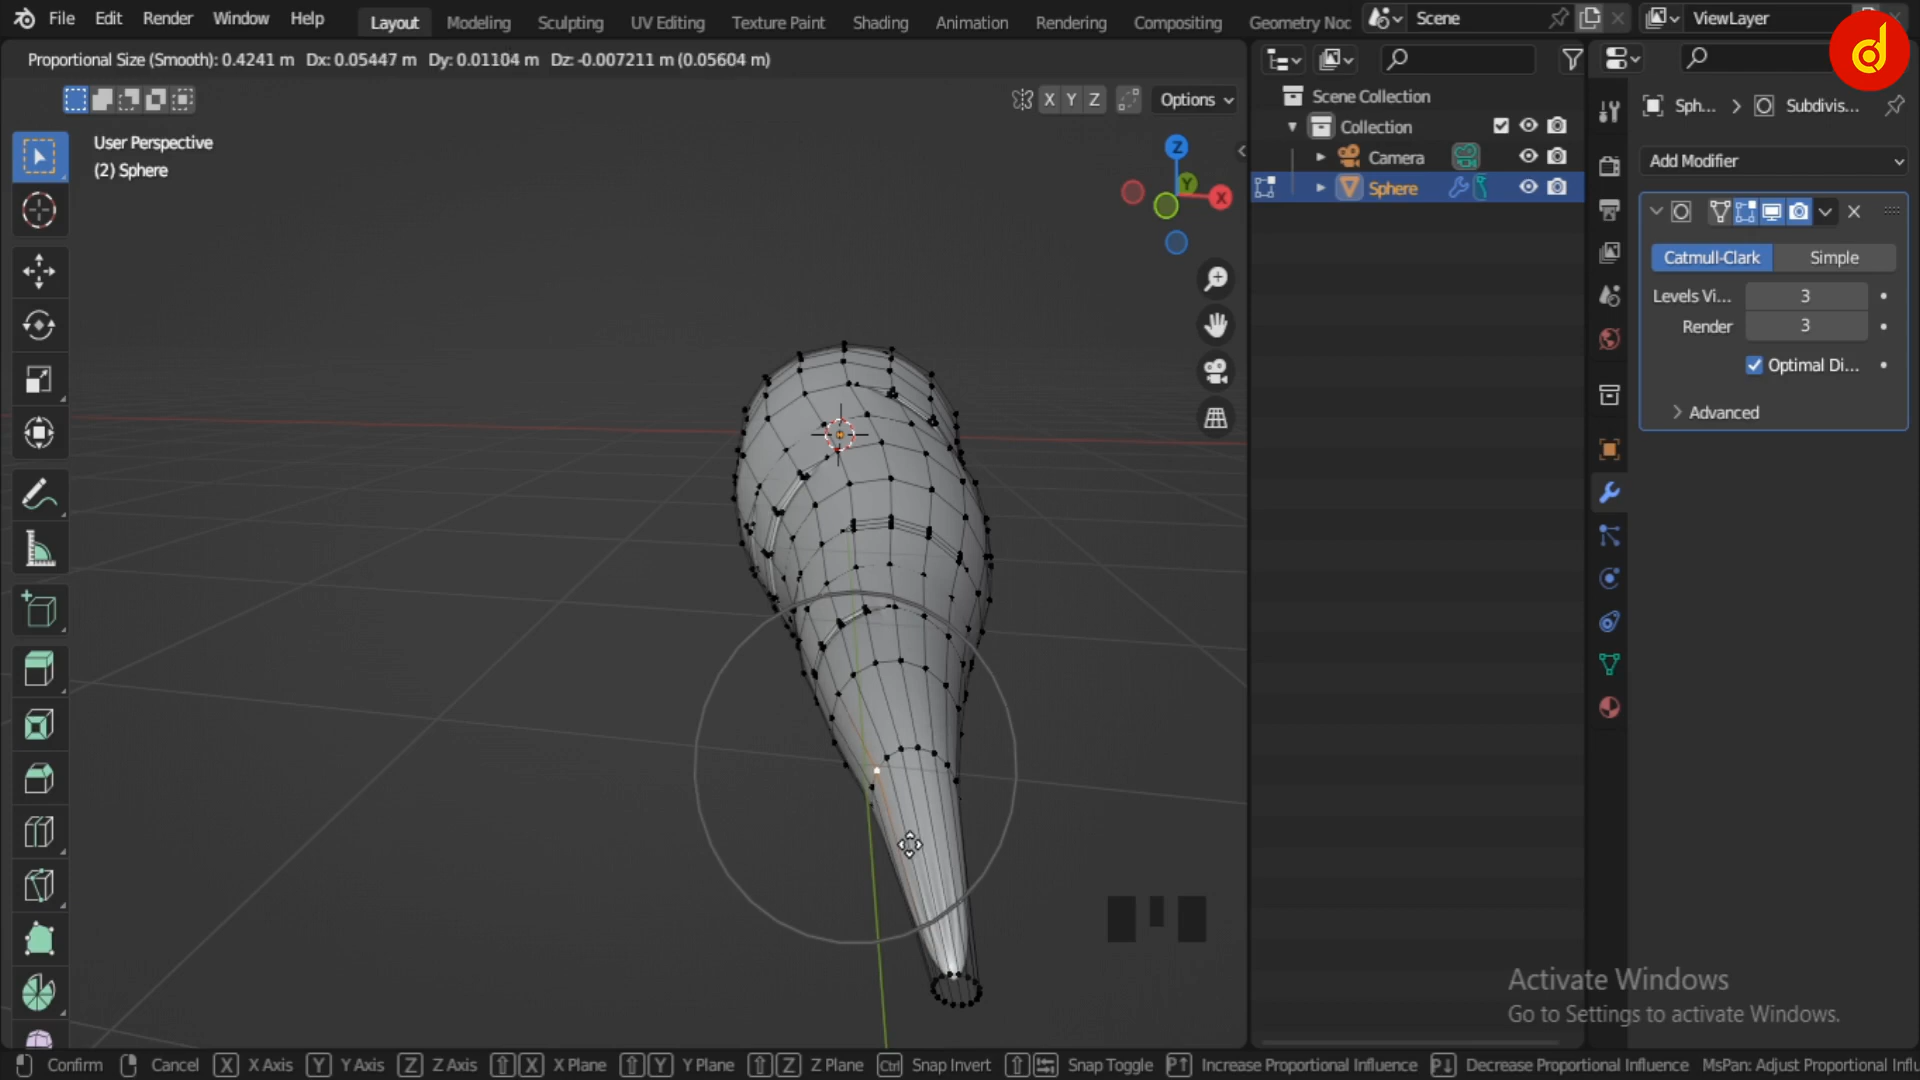 File Edit Render Window Help Layout Modeling Sculpting UV Editing Texture Paint Shading Animation Rendering Compositing Geometry Noc Scene ViewLayer
Proportional Size (Smooth): 0.4241 m Dx: 0.05447 m Dy: 0.01104 m Dz: -0.007211 m (0.05604 m)
X Y Z Options
User Perspective
(2) Sphere
Z
Y
X
Scene Collection
Collection
Camera
Sphere
Sph... > Subdivis...
Add Modifier
Catmull-Clark Simple
Levels Vi... 3
Render 3
Optimal Di...
Advanced
Activate Windows
Go to Settings to activate Windows.
Confirm Cancel X X Axis Y Y Axis Z Z Axis X X Plane Y Y Plane Z Z Plane Ctrl Snap Invert Snap Toggle P↑ Increase Proportional Influence P↓ Decrease Proportional Influence MsPan: Adjust Proportional Influ